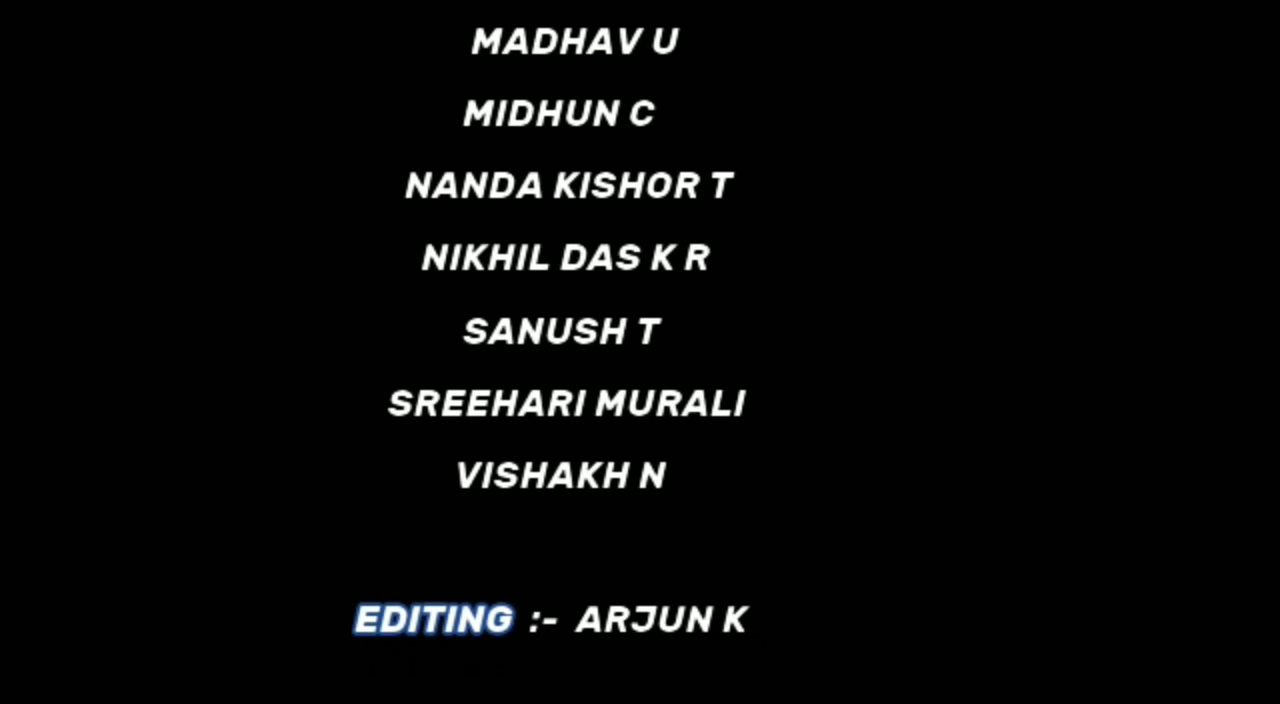 MADHAV U
MIDHUN C
NANDA KISHOR T
NIKHIL DAS K R
SANUSH T
SREEHARI MURALI
VISHAKH N
EDITING :- ARJUN K